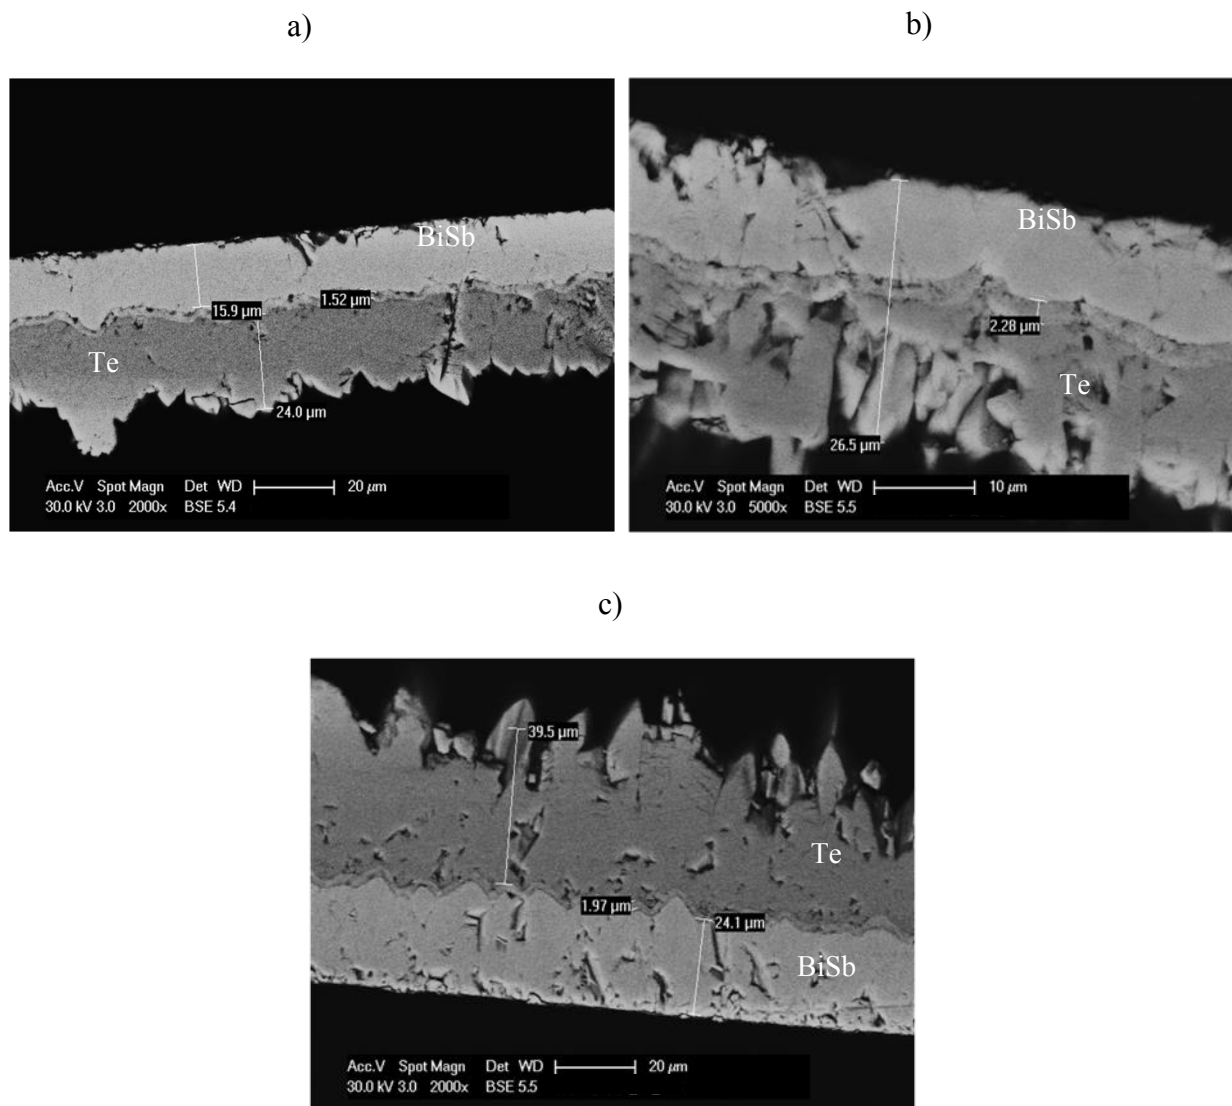 a)
b)
BiSb
15.9 µm
1.52 µm
Te
24.0 µm
Acc.V Spot Magn Det WD 20 µm
30.0 kV 3.0 2000x BSE 5.4
BiSb
2.28 µm
Te
26.5 µm
Acc.V Spot Magn Det WD 10 µm
30.0 kV 3.0 5000x BSE 5.5
c)
39.5 µm
Te
1.97 µm
24.1 µm
BiSb
Acc.V Spot Magn Det WD 20 µm
30.0 kV 3.0 2000x BSE 5.5